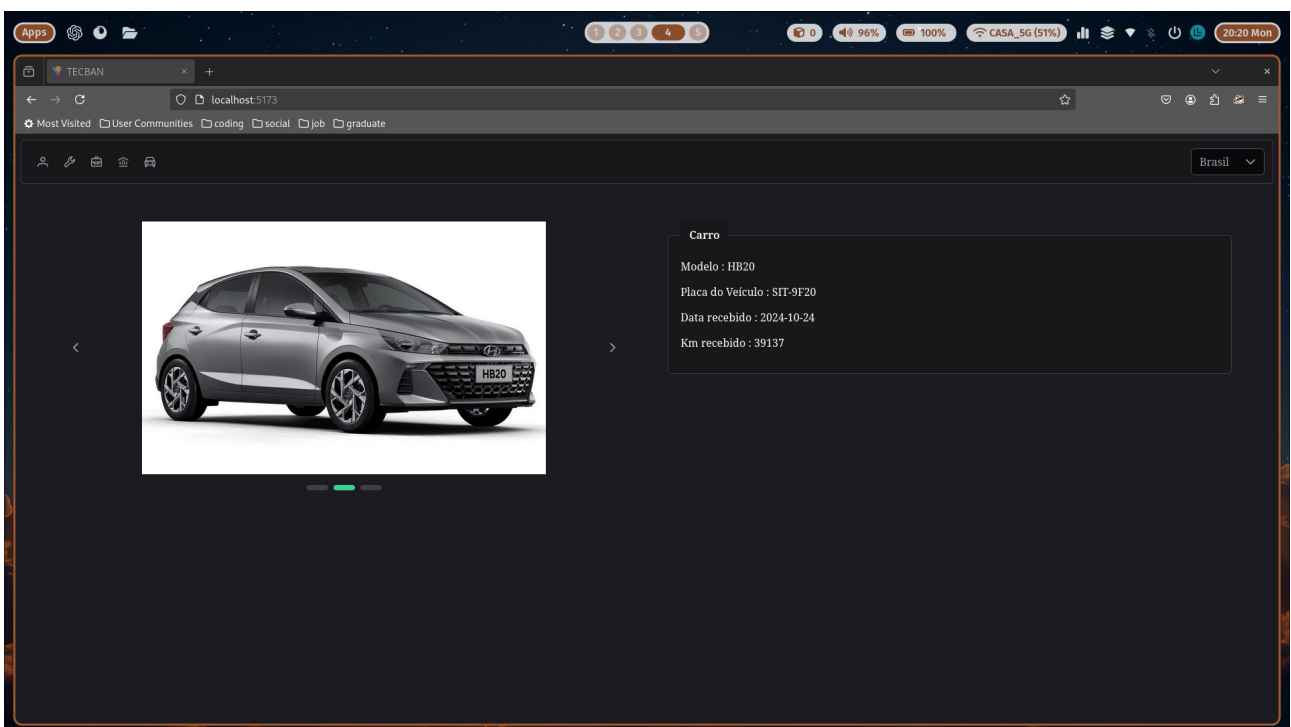 Apps 1 2 3 4 5 0 96% 100% CASA_5G (51%) L 20:20 Mon
TECBAN
localhost:5173
Most Visited User Communities coding social job graduate
Brasil
Carro
Modelo : HB20
Placa do Veículo : SIT-9F20
Data recebido : 2024-10-24
Km recebido : 39137
HB20